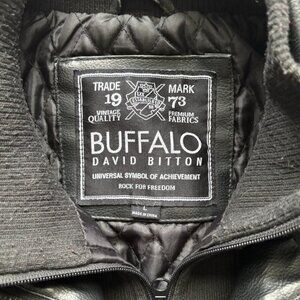 TRADE MARK
19 73
VINTAGE QUALITY PREMIUM FABRICS
BUFFALO
DAVID BITTON
UNIVERSAL SYMBOL OF ACHIEVEMENT
ROCK FOR FREEDOM
L
MADE IN CHINA